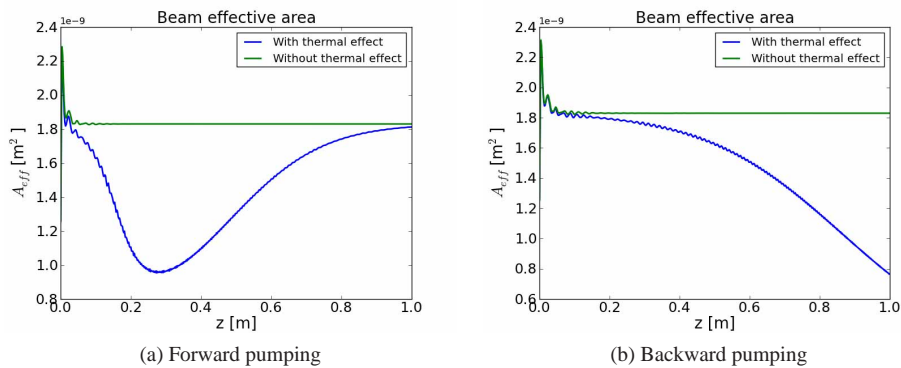 Beam effective area
1e−9
2.4
2.2
2.0
1.8
1.6
1.4
1.2
1.0
0.8
A_eff [m²]
With thermal effect
Without thermal effect
0.0 0.2 0.4 0.6 0.8 1.0
z [m]
(a) Forward pumping
Beam effective area
1e−9
2.4
2.2
2.0
1.8
1.6
1.4
1.2
1.0
0.8
0.6
A_eff [m²]
With thermal effect
Without thermal effect
0.0 0.2 0.4 0.6 0.8 1.0
z [m]
(b) Backward pumping